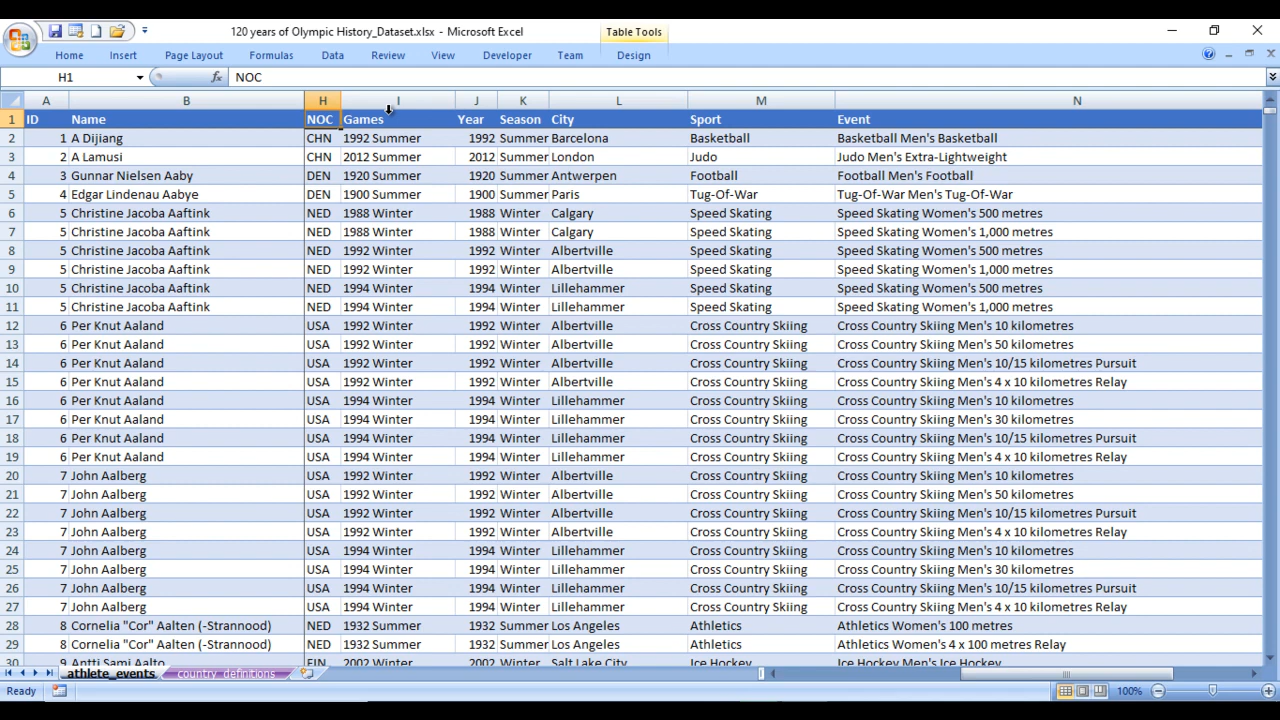 120 years of Olympic History_Dataset.xlsx - Microsoft Excel
Table Tools
Home Insert Page Layout Formulas Data Review View Developer Team Design
H1 fx NOC
A B H I J K L M N
1 ID Name NOC Games Year Season City Sport Event
2 1 A Dijiang CHN 1992 Summer 1992 Summer Barcelona Basketball Basketball Men's Basketball
3 2 A Lamusi CHN 2012 Summer 2012 Summer London Judo Judo Men's Extra-Lightweight
4 3 Gunnar Nielsen Aaby DEN 1920 Summer 1920 Summer Antwerpen Football Football Men's Football
5 4 Edgar Lindenau Aabye DEN 1900 Summer 1900 Summer Paris Tug-Of-War Tug-Of-War Men's Tug-Of-War
6 5 Christine Jacoba Aaftink NED 1988 Winter 1988 Winter Calgary Speed Skating Speed Skating Women's 500 metres
7 5 Christine Jacoba Aaftink NED 1988 Winter 1988 Winter Calgary Speed Skating Speed Skating Women's 1,000 metres
8 5 Christine Jacoba Aaftink NED 1992 Winter 1992 Winter Albertville Speed Skating Speed Skating Women's 500 metres
9 5 Christine Jacoba Aaftink NED 1992 Winter 1992 Winter Albertville Speed Skating Speed Skating Women's 1,000 metres
10 5 Christine Jacoba Aaftink NED 1994 Winter 1994 Winter Lillehammer Speed Skating Speed Skating Women's 500 metres
11 5 Christine Jacoba Aaftink NED 1994 Winter 1994 Winter Lillehammer Speed Skating Speed Skating Women's 1,000 metres
12 6 Per Knut Aaland USA 1992 Winter 1992 Winter Albertville Cross Country Skiing Cross Country Skiing Men's 10 kilometres
13 6 Per Knut Aaland USA 1992 Winter 1992 Winter Albertville Cross Country Skiing Cross Country Skiing Men's 50 kilometres
14 6 Per Knut Aaland USA 1992 Winter 1992 Winter Albertville Cross Country Skiing Cross Country Skiing Men's 10/15 kilometres Pursuit
15 6 Per Knut Aaland USA 1992 Winter 1992 Winter Albertville Cross Country Skiing Cross Country Skiing Men's 4 x 10 kilometres Relay
16 6 Per Knut Aaland USA 1994 Winter 1994 Winter Lillehammer Cross Country Skiing Cross Country Skiing Men's 10 kilometres
17 6 Per Knut Aaland USA 1994 Winter 1994 Winter Lillehammer Cross Country Skiing Cross Country Skiing Men's 30 kilometres
18 6 Per Knut Aaland USA 1994 Winter 1994 Winter Lillehammer Cross Country Skiing Cross Country Skiing Men's 10/15 kilometres Pursuit
19 6 Per Knut Aaland USA 1994 Winter 1994 Winter Lillehammer Cross Country Skiing Cross Country Skiing Men's 4 x 10 kilometres Relay
20 7 John Aalberg USA 1992 Winter 1992 Winter Albertville Cross Country Skiing Cross Country Skiing Men's 10 kilometres
21 7 John Aalberg USA 1992 Winter 1992 Winter Albertville Cross Country Skiing Cross Country Skiing Men's 50 kilometres
22 7 John Aalberg USA 1992 Winter 1992 Winter Albertville Cross Country Skiing Cross Country Skiing Men's 10/15 kilometres Pursuit
23 7 John Aalberg USA 1992 Winter 1992 Winter Albertville Cross Country Skiing Cross Country Skiing Men's 4 x 10 kilometres Relay
24 7 John Aalberg USA 1994 Winter 1994 Winter Lillehammer Cross Country Skiing Cross Country Skiing Men's 10 kilometres
25 7 John Aalberg USA 1994 Winter 1994 Winter Lillehammer Cross Country Skiing Cross Country Skiing Men's 30 kilometres
26 7 John Aalberg USA 1994 Winter 1994 Winter Lillehammer Cross Country Skiing Cross Country Skiing Men's 10/15 kilometres Pursuit
27 7 John Aalberg USA 1994 Winter 1994 Winter Lillehammer Cross Country Skiing Cross Country Skiing Men's 4 x 10 kilometres Relay
28 8 Cornelia "Cor" Aalten (-Strannood) NED 1932 Summer 1932 Summer Los Angeles Athletics Athletics Women's 100 metres
29 8 Cornelia "Cor" Aalten (-Strannood) NED 1932 Summer 1932 Summer Los Angeles Athletics Athletics Women's 4 x 100 metres Relay
30 9 Antti Sami Aalto FIN 2002 Winter 2002 Winter Salt Lake City Ice Hockey Ice Hockey Men's Ice Hockey
athlete_events country_definitions
Ready 100%